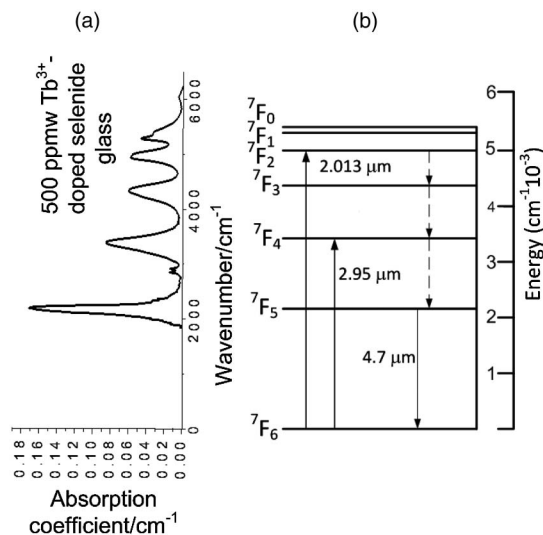 (a)
(b)
500 ppmw Tb³⁺-
doped selenide
glass
6000
4000
2000
0
Wavenumber/cm⁻¹
0.18
0.16
0.14
0.12
0.10
0.08
0.06
0.04
0.02
0.00
Absorption
coefficient/cm⁻¹
⁷F₀
⁷F₁
⁷F₂
⁷F₃
⁷F₄
⁷F₅
⁷F₆
2.013 µm
2.95 µm
4.7 µm
6
5
4
3
2
1
Energy (cm⁻¹10⁻³)